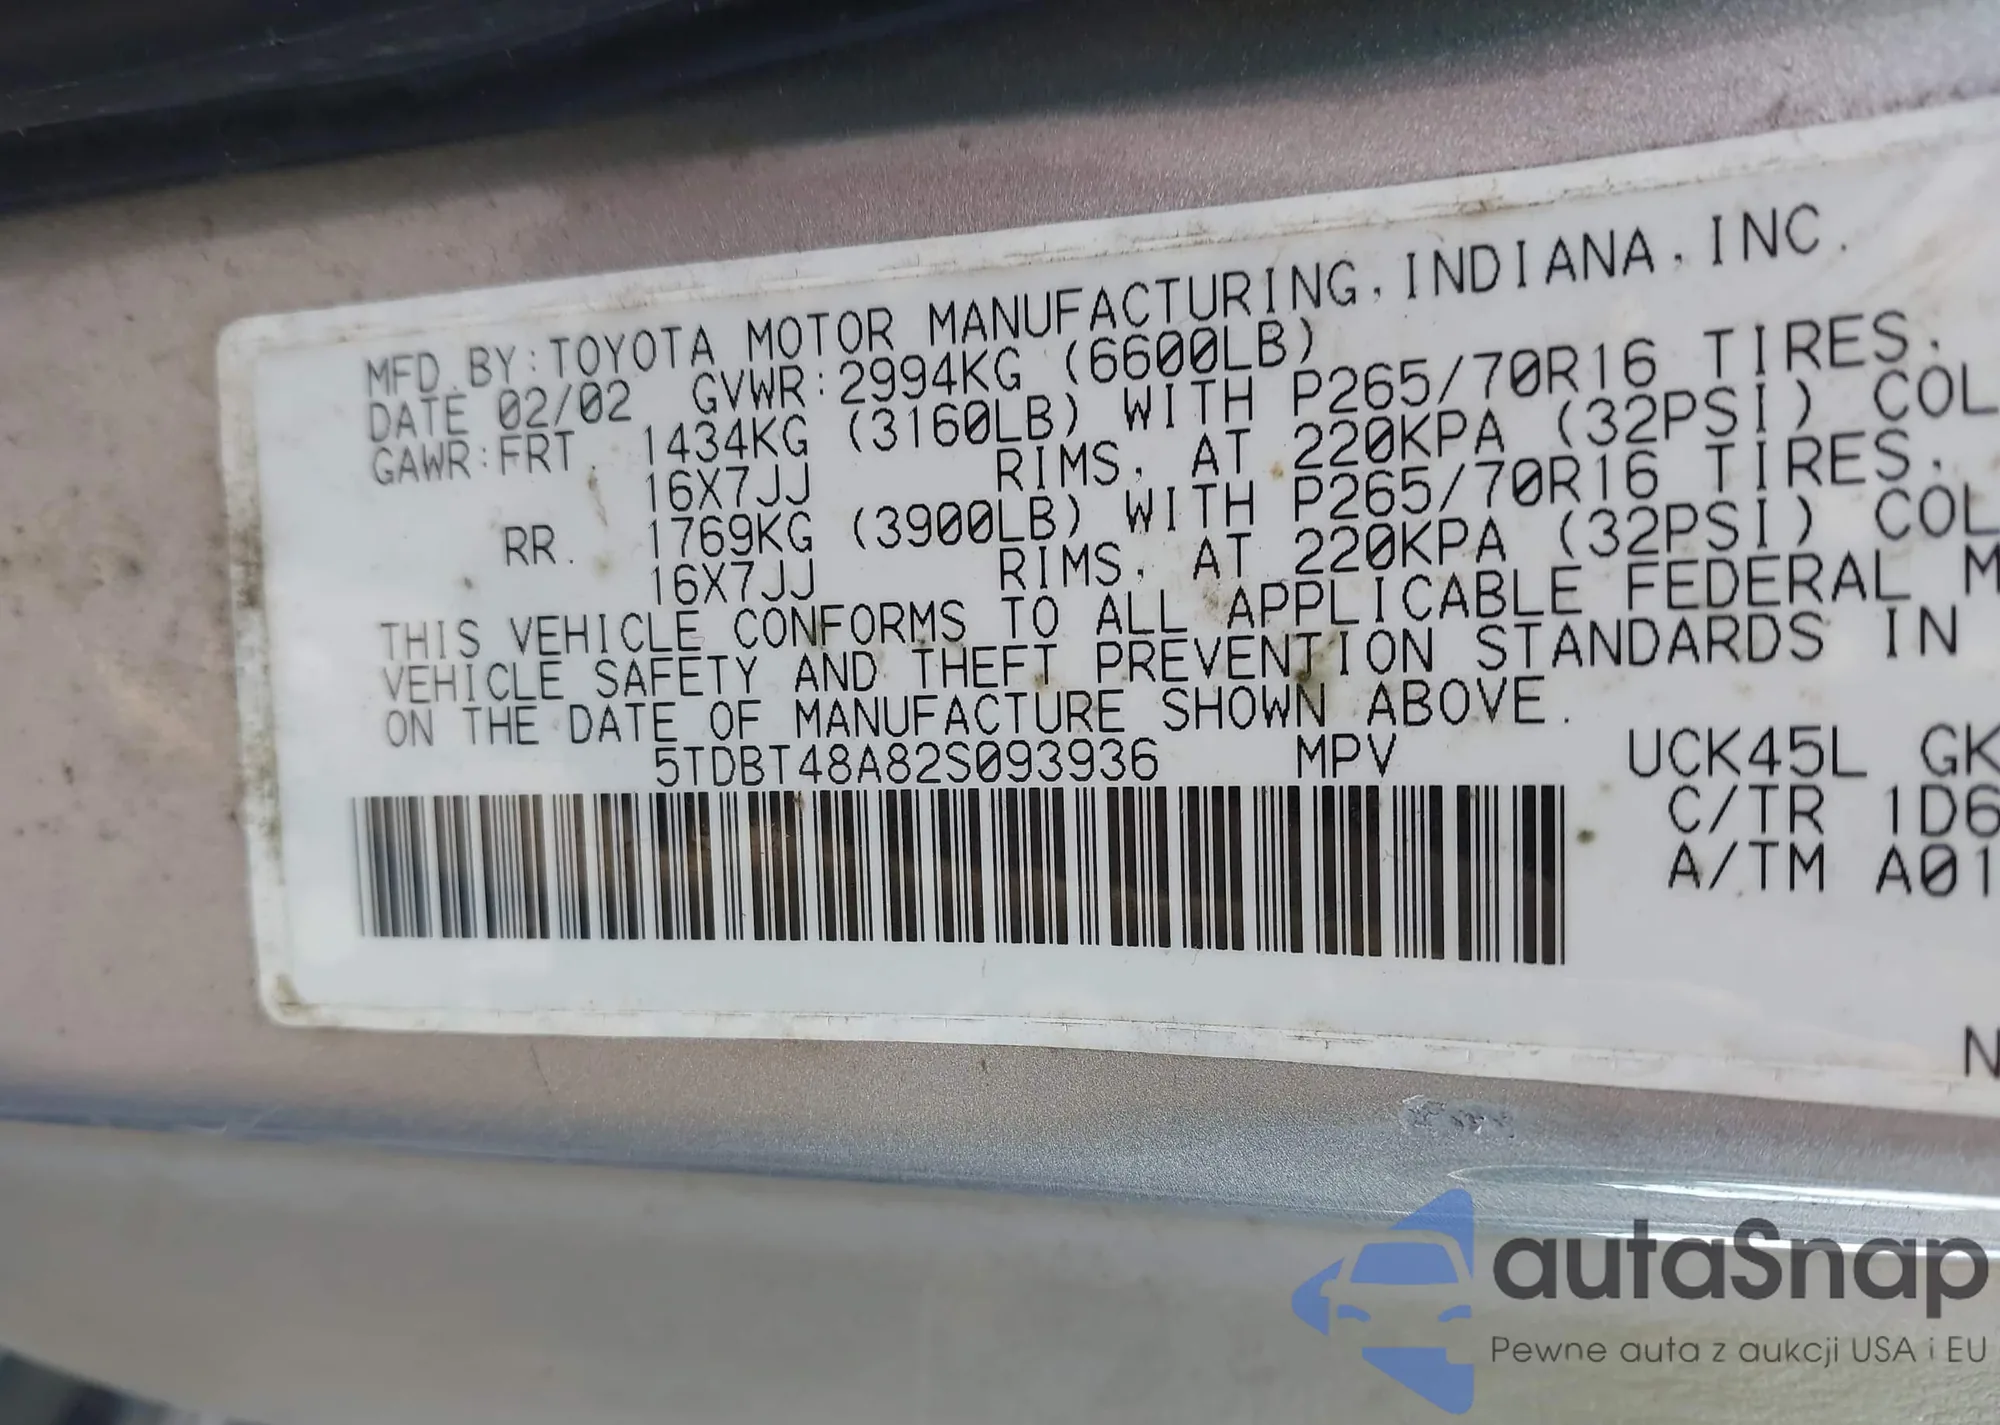 MFD.BY:TOYOTA MOTOR MANUFACTURING,INDIANA,INC.
DATE 02/02 GVWR:2994KG (6600LB)
GAWR:FRT. 1434KG (3160LB) WITH P265/70R16 TIRES.
16X7JJ RIMS, AT 220KPA (32PSI) COL
RR. 1769KG (3900LB) WITH P265/70R16 TIRES.
16X7JJ RIMS, AT 220KPA (32PSI) COL
THIS VEHICLE CONFORMS TO ALL APPLICABLE FEDERAL M
VEHICLE SAFETY AND THEFT PREVENTION STANDARDS IN
ON THE DATE OF MANUFACTURE SHOWN ABOVE.
5TDBT48A82S093936 MPV UCK45L GK
C/TR 1D6
A/TM A01
N
autaSnap
Pewne auta z aukcji USA i EU